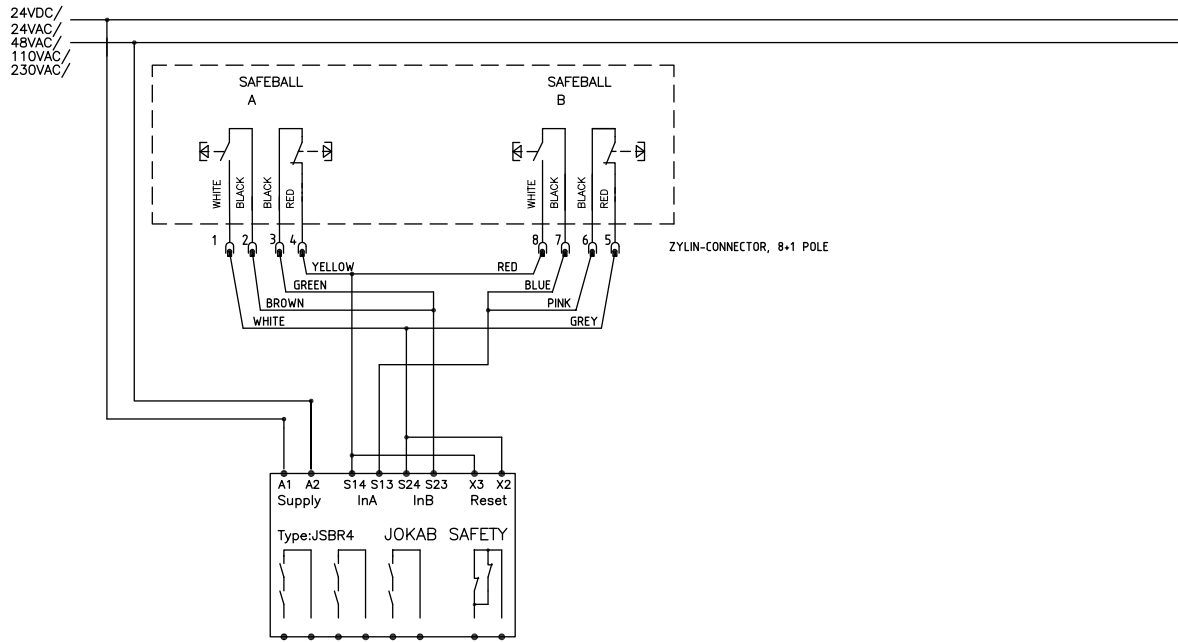 24VDC/
24VAC/
48VAC/
110VAC/
230VAC/
SAFEBALL SAFEBALL
A B
WHITE BLACK BLACK RED WHITE BLACK BLACK RED
1 2 3 4 8 7 6 5
ZYLIN-CONNECTOR, 8+1 POLE
YELLOW RED
GREEN BLUE
BROWN PINK
WHITE GREY
A1 A2 S14 S13 S24 S23 X3 X2
Supply InA InB Reset
Type:JSBR4 JOKAB SAFETY